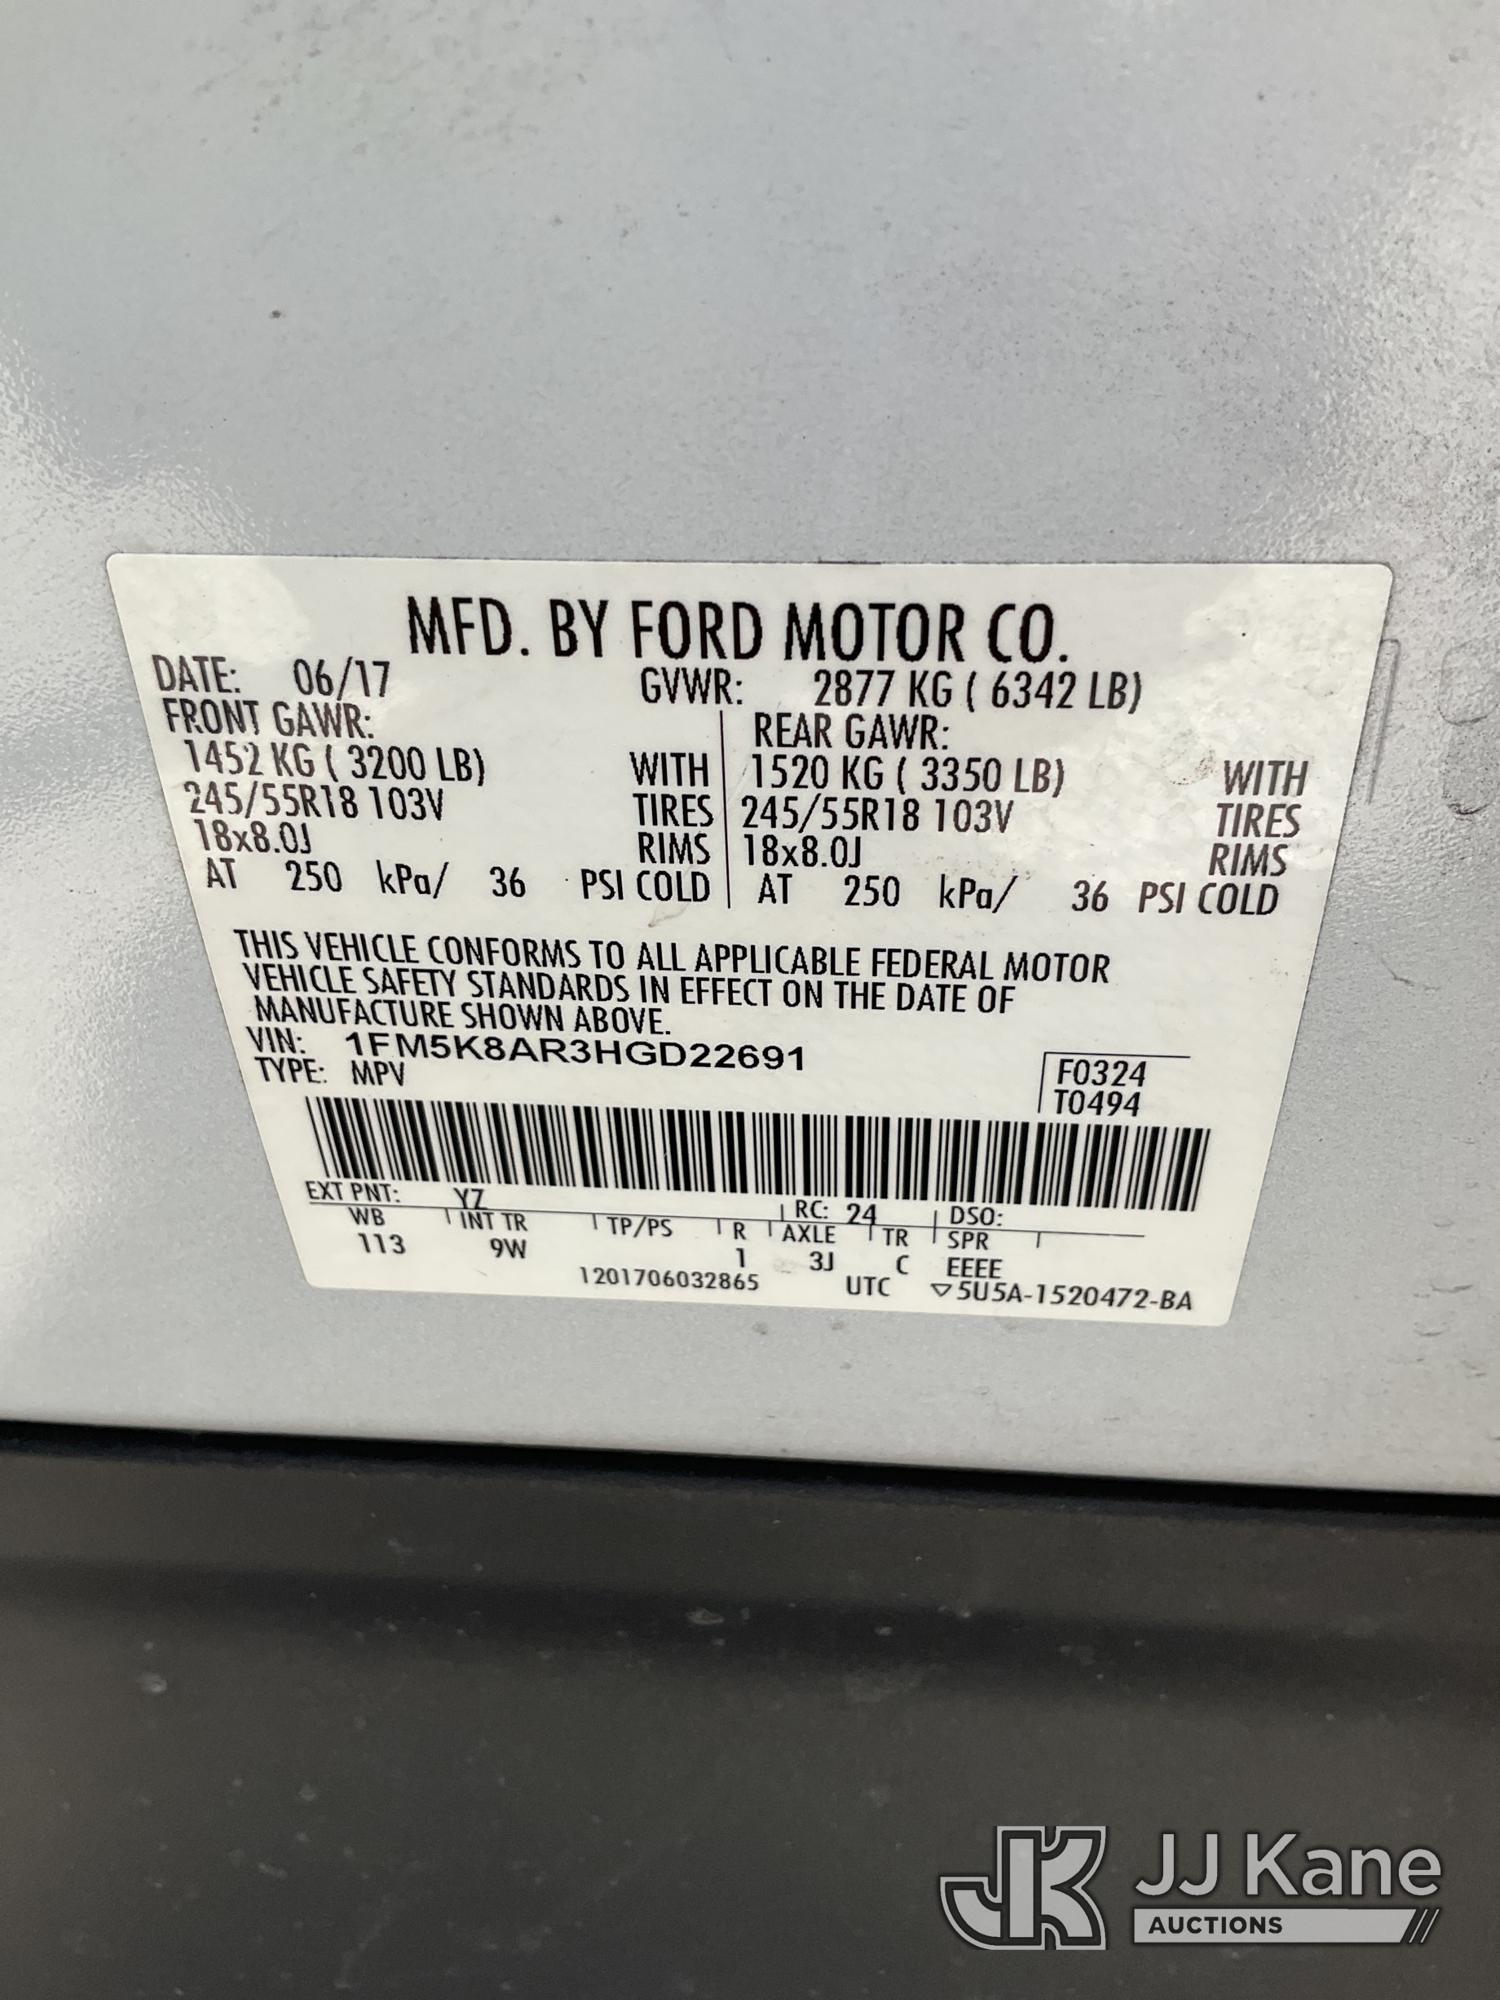 MFD. BY FORD MOTOR CO.
DATE: 06/17 GVWR: 2877 KG ( 6342 LB)
FRONT GAWR: REAR GAWR:
1452 KG ( 3200 LB) WITH 1520 KG ( 3350 LB) WITH
245/55R18 103V TIRES 245/55R18 103V TIRES
18x8.0J RIMS 18x8.0J RIMS
AT 250 kPa/ 36 PSI COLD AT 250 kPa/ 36 PSI COLD
THIS VEHICLE CONFORMS TO ALL APPLICABLE FEDERAL MOTOR
VEHICLE SAFETY STANDARDS IN EFFECT ON THE DATE OF
MANUFACTURE SHOWN ABOVE.
VIN: 1FM5K8AR3HGD22691
TYPE: MPV
F0324
T0494
EXT PNT: YZ RC: 24 DSO:
WB INT TR TP/PS R AXLE TR SPR
113 9W 1 3J C EEEE
1201706032865 UTC ▽5U5A-1520472-BA
JK JJ Kane
AUCTIONS